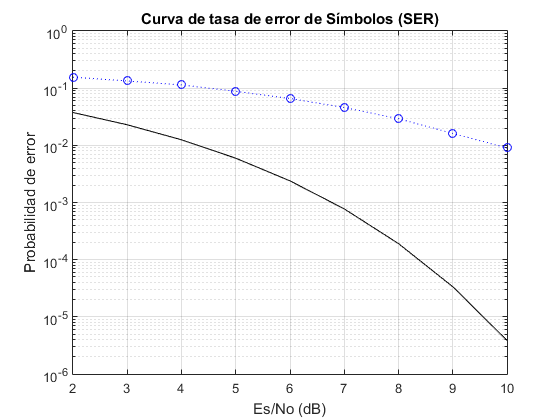 Curva de tasa de error de Símbolos (SER)
Probabilidad de error
10^0
10^-1
10^-2
10^-3
10^-4
10^-5
10^-6
2 3 4 5 6 7 8 9 10
Es/No (dB)